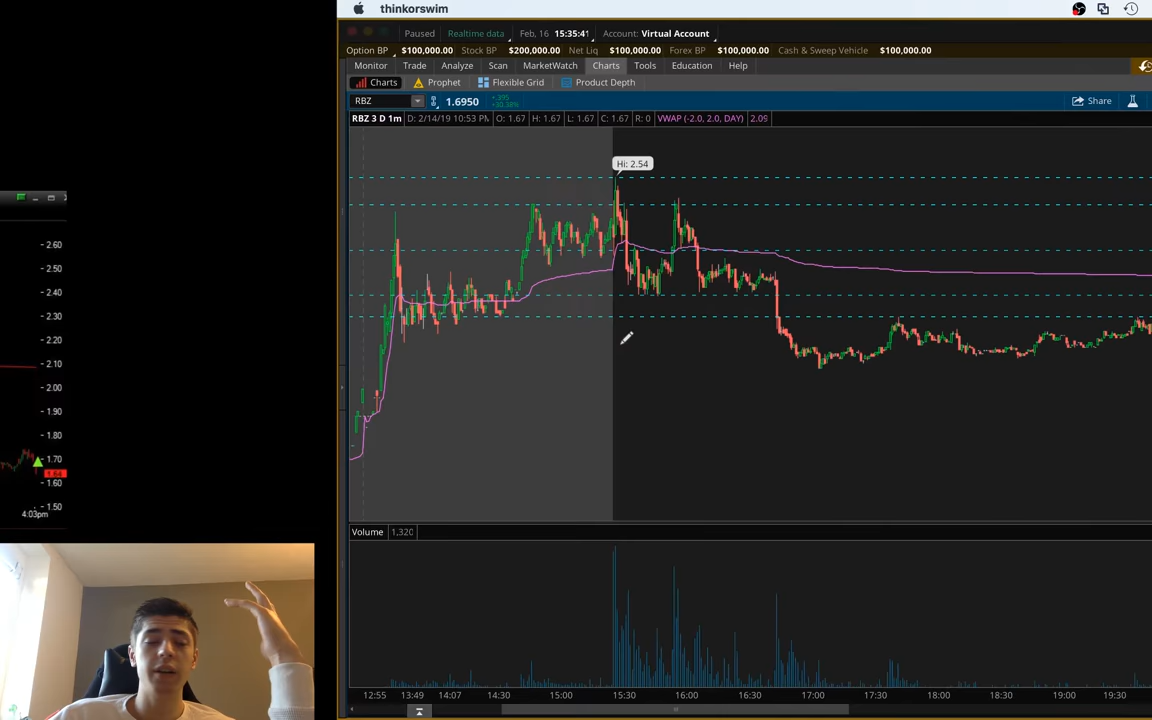 thinkorswim
Paused Realtime data Feb, 16 15:35:41 Account: Virtual Account
Option BP $100,000.00 Stock BP $200,000.00 Net Liq $100,000.00 Forex BP $100,000.00 Cash & Sweep Vehicle $100,000.00
Monitor Trade Analyze Scan MarketWatch Charts Tools Education Help
Charts Prophet Flexible Grid Product Depth
RBZ 1.6950 +.395 +30.38% Share
RBZ 3 D 1m D: 2/14/19 10:53 PM O: 1.67 H: 1.67 L: 1.67 C: 1.67 R: 0 VWAP (-2.0, 2.0, DAY) 2.09
Hi: 2.54
2.60
2.50
2.40
2.30
2.20
2.10
2.00
1.90
1.80
1.70
1.64
1.60
1.50
4:03pm
Volume 1,320
12:55 13:49 14:07 14:30 15:00 15:30 16:00 16:30 17:00 17:30 18:00 18:30 19:00 19:30